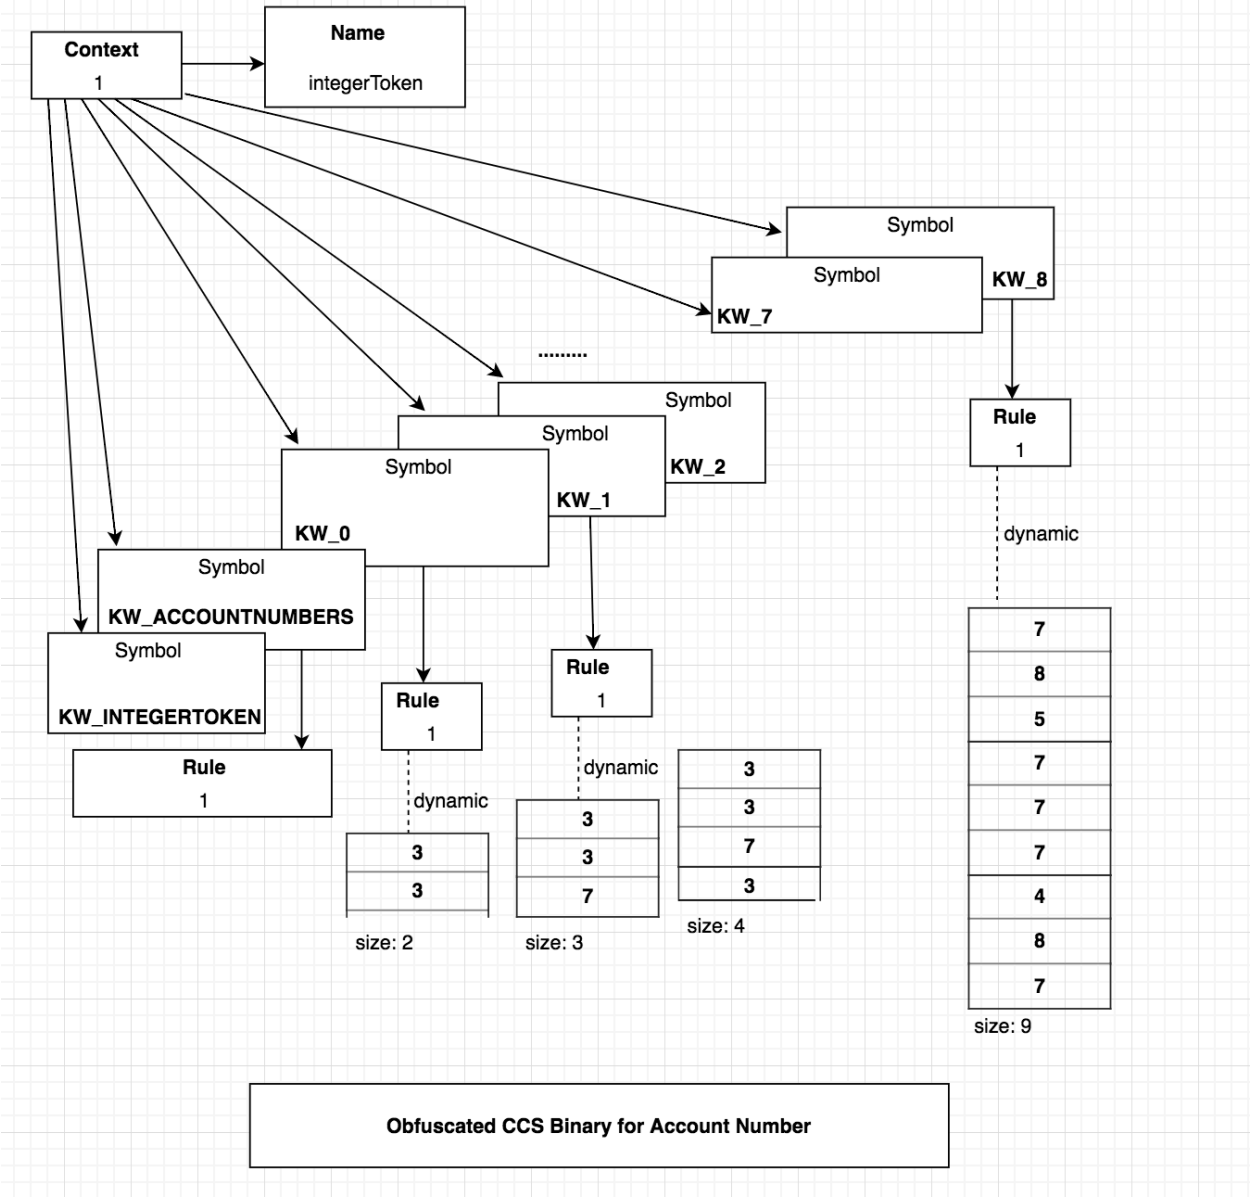 Context
1
Name
integerToken
Symbol
KW_8
Symbol
KW_7
.........
Symbol
KW_2
Symbol
KW_1
Symbol
KW_0
Symbol
KW_ACCOUNTNUMBERS
Symbol
KW_INTEGERTOKEN
Rule
1
Rule
1
dynamic
3
3
size: 2
Rule
1
dynamic
3
3
7
size: 3
3
3
7
3
size: 4
Rule
1
dynamic
7
8
5
7
7
7
4
8
7
size: 9
Obfuscated CCS Binary for Account Number